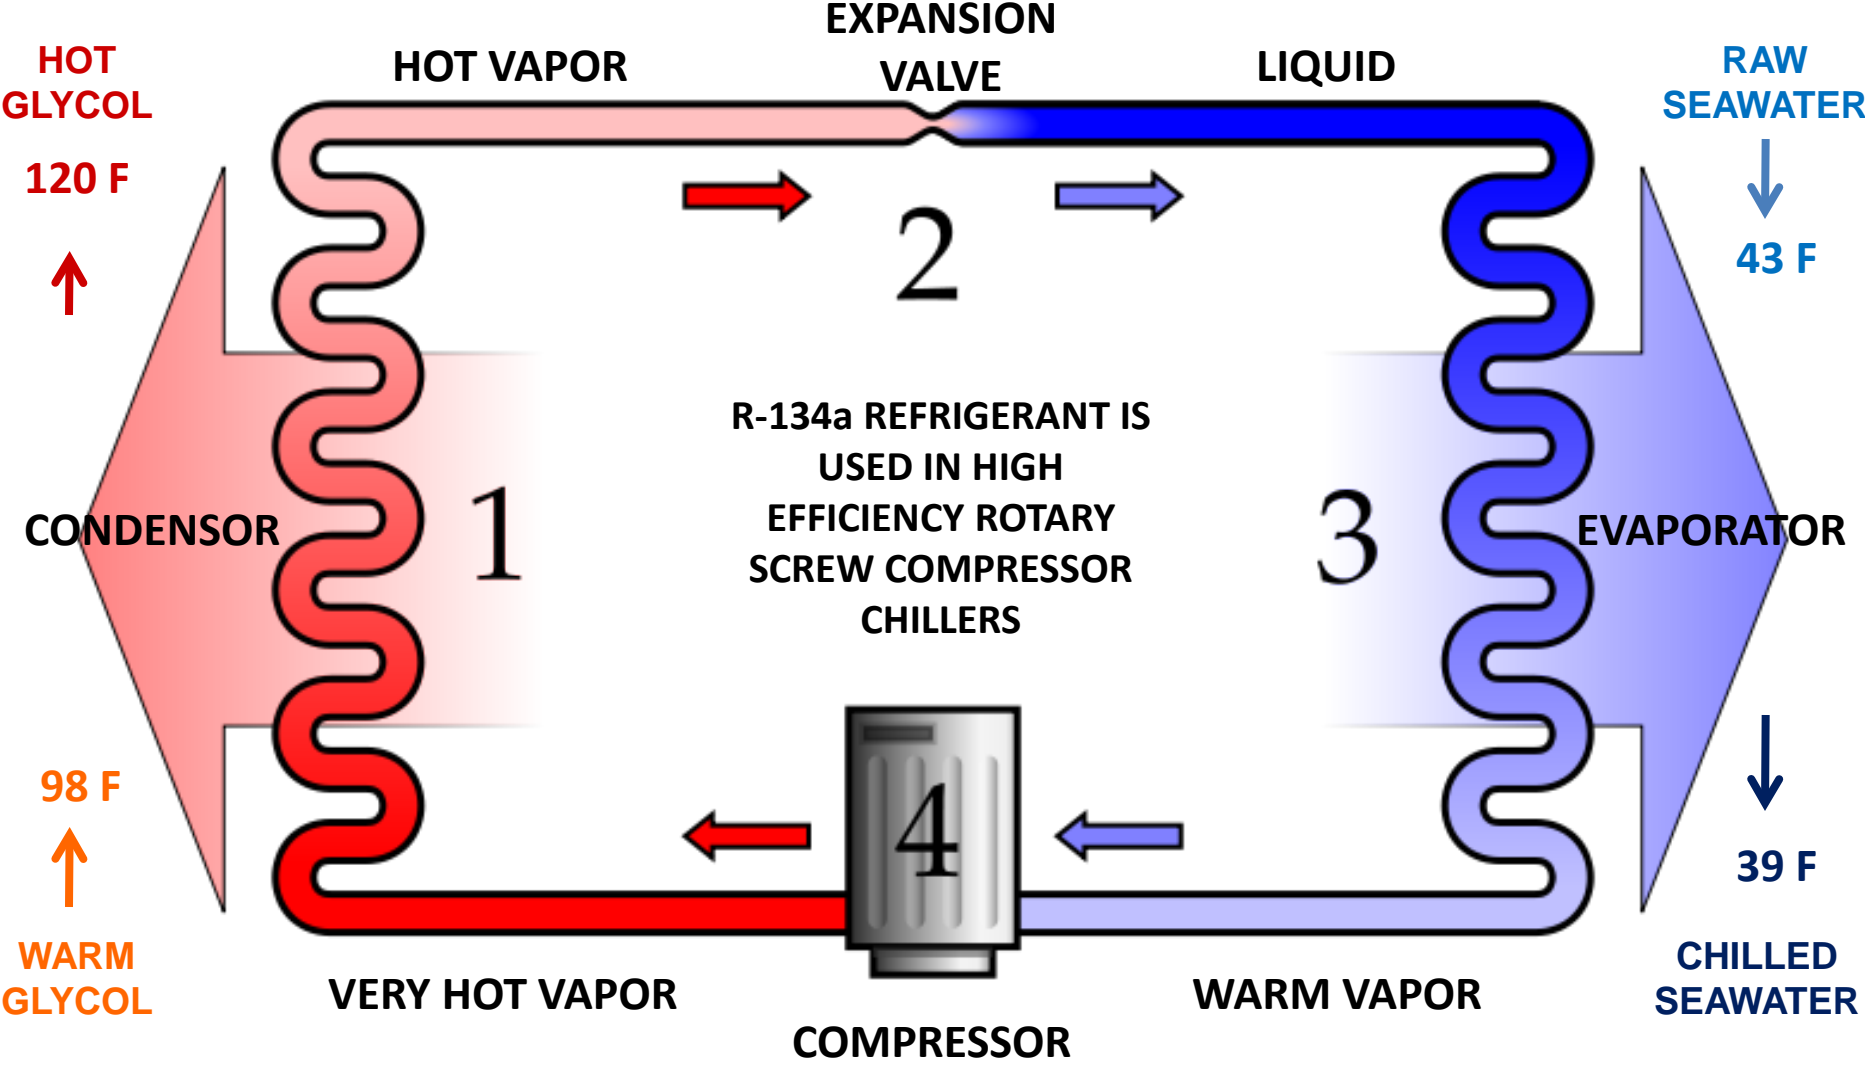 EXPANSION
VALVE
HOT VAPOR
LIQUID
HOT
GLYCOL
120 F
RAW
SEAWATER
43 F
2
R-134a REFRIGERANT IS
USED IN HIGH
EFFICIENCY ROTARY
SCREW COMPRESSOR
CHILLERS
CONDENSOR
1
3
EVAPORATOR
98 F
WARM
GLYCOL
4
39 F
CHILLED
SEAWATER
VERY HOT VAPOR
WARM VAPOR
COMPRESSOR